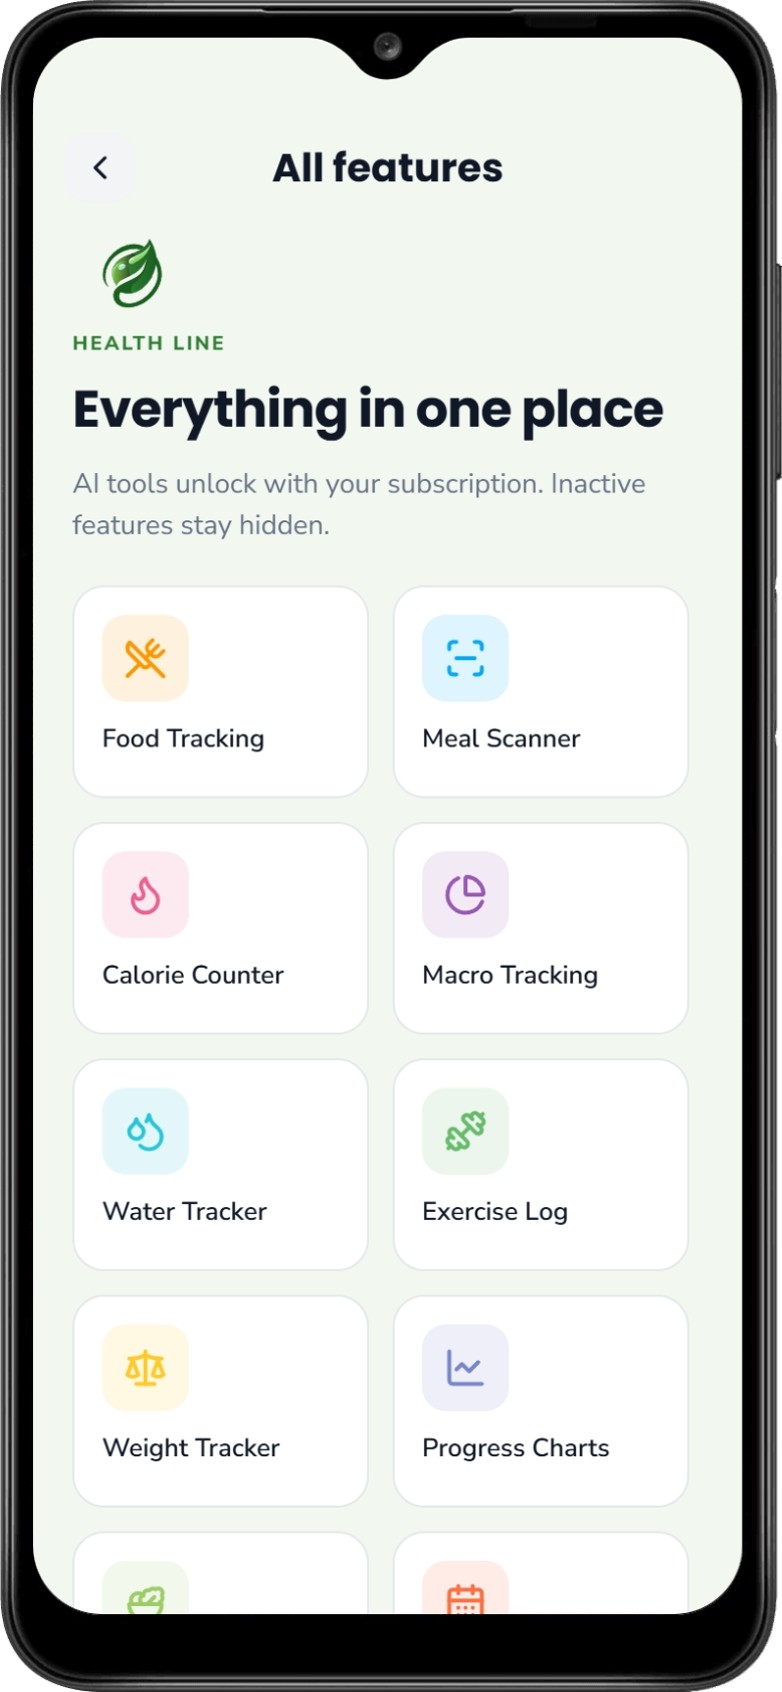 All features
HEALTH LINE
Everything in one place
AI tools unlock with your subscription. Inactive
features stay hidden.
Food Tracking
Meal Scanner
Calorie Counter
Macro Tracking
Water Tracker
Exercise Log
Weight Tracker
Progress Charts